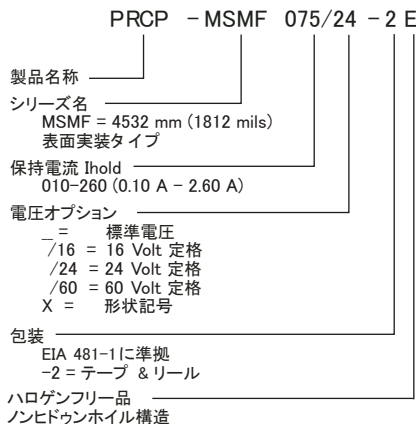 PRCP - MSMF 075/24 - 2 E
製品名称
シリーズ名
MSMF = 4532 mm (1812 mils)
表面実装タイプ
保持電流 Ihold
010-260 (0.10 A - 2.60 A)
電圧オプション
_ = 標準電圧
/16 = 16 Volt 定格
/24 = 24 Volt 定格
/60 = 60 Volt 定格
X = 形状記号
包装
EIA 481-1に準拠
-2 = テープ & リール
ハロゲンフリー品
ノンヒドゥンホイル構造